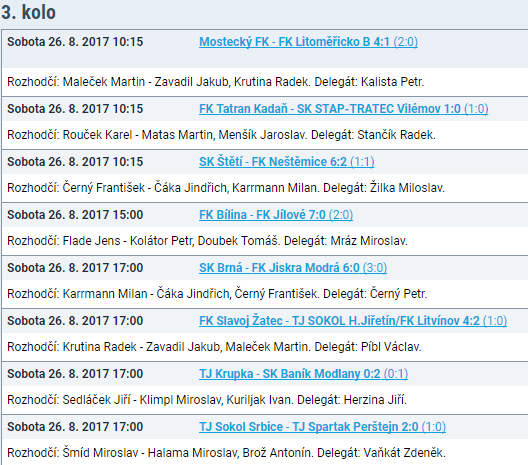 3. kolo
Sobota 26. 8. 2017 10:15 Mostecký FK - FK Litoměřicko B 4:1 (2:0)
Rozhodčí: Maleček Martin - Zavadil Jakub, Krutina Radek. Delegát: Kalista Petr.
Sobota 26. 8. 2017 10:15 FK Tatran Kadaň - SK STAP-TRATEC Vilémov 1:0 (1:0)
Rozhodčí: Rouček Karel - Matas Martin, Menšík Jaroslav. Delegát: Stančík Radek.
Sobota 26. 8. 2017 10:15 SK Štětí - FK Neštěmice 6:2 (1:1)
Rozhodčí: Černý František - Čáka Jindřich, Karrmann Milan. Delegát: Žilka Miloslav.
Sobota 26. 8. 2017 15:00 FK Bílina - FK Jílové 7:0 (2:0)
Rozhodčí: Flade Jens - Kolátor Petr, Doubek Tomáš. Delegát: Mráz Miroslav.
Sobota 26. 8. 2017 17:00 SK Brná - FK Jiskra Modrá 6:0 (3:0)
Rozhodčí: Karrmann Milan - Čáka Jindřich, Černý František. Delegát: Černý Petr.
Sobota 26. 8. 2017 17:00 FK Slavoj Žatec - TJ SOKOL H.Jiřetín/FK Litvínov 4:2 (1:0)
Rozhodčí: Krutina Radek - Zavadil Jakub, Maleček Martin. Delegát: Píbl Václav.
Sobota 26. 8. 2017 17:00 TJ Krupka - SK Baník Modlany 0:2 (0:1)
Rozhodčí: Sedláček Jiří - Klimpl Miroslav, Kuriljak Ivan. Delegát: Herzina Jiří.
Sobota 26. 8. 2017 17:00 TJ Sokol Srbice - TJ Spartak Perštejn 2:0 (1:0)
Rozhodčí: Šmíd Miroslav - Halama Miroslav, Brož Antonín. Delegát: Vaňkát Zdeněk.